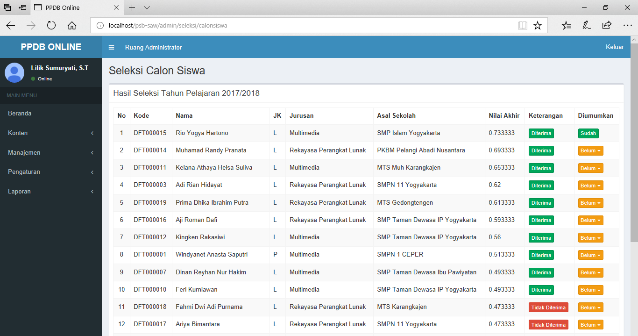 PPDB Online
localhost/psb-saw/admin/seleksi/calonsiswa
PPDB ONLINE
Ruang Administrator
Keluar
Lilik Sumaryati, S.T
Online
MAIN MENU
Beranda
Konten
Manajemen
Pengaturan
Laporan
Seleksi Calon Siswa
Hasil Seleksi Tahun Pelajaran 2017/2018
No Kode Nama JK Jurusan Asal Sekolah Nilai Akhir Keterangan Diumumkan
1 DFT000015 Rio Yogya Hartono L Multimedia SMP Islam Yogyakarta 0.733333 Diterima Sudah
2 DFT000014 Muhamad Randy Pranata L Rekayasa Perangkat Lunak PKBM Pelangi Abadi Nusantara 0.693333 Diterima Belum
3 DFT000011 Kelana Athaya Helsa Suliva L Multimedia MTS Muh Karangkajen 0.653333 Diterima Belum
4 DFT000003 Adi Rian Hidayat L Multimedia SMPN 11 Yogyakarta 0.62 Diterima Belum
5 DFT000019 Prima Dhika Ibrahim Putra L Rekayasa Perangkat Lunak MTS Gedongtengen 0.613333 Diterima Belum
6 DFT000016 Aji Roman Dafi L Rekayasa Perangkat Lunak SMP Taman Dewasa IP Yogyakarta 0.593333 Diterima Belum
7 DFT000012 Kingken Rakasiwi L Multimedia SMP Taman Dewasa IP Yogyakarta 0.56 Diterima Belum
8 DFT000001 Windyanet Anasta Saputri P Multimedia SMPN 1 CEPER 0.513333 Diterima Belum
9 DFT000007 Dinan Reyhan Nur Hakim L Multimedia SMP Taman Dewasa Ibu Pawiyatan 0.493333 Diterima Belum
10 DFT000010 Feri Kurniawan L Multimedia SMP Taman Dewasa IP Yogyakarta 0.493333 Diterima Belum
11 DFT000018 Fahmi Dwi Adi Purnama L Rekayasa Perangkat Lunak MTS Karangkajen 0.473333 Tidak Diterima Belum
12 DFT000017 Ariya Bimantara L Rekayasa Perangkat Lunak SMPN 11 Yogyakarta 0.473333 Tidak Diterima Belum